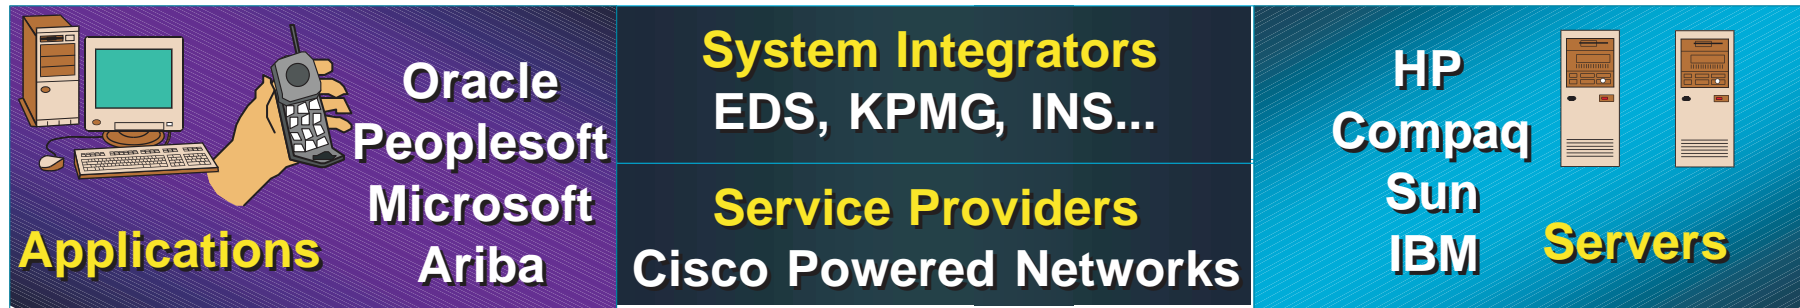 Oracle
Peoplesoft
Microsoft
Ariba
Applications
System Integrators
EDS, KPMG, INS...
Service Providers
Cisco Powered Networks
HP
Compaq
Sun
IBM
Servers